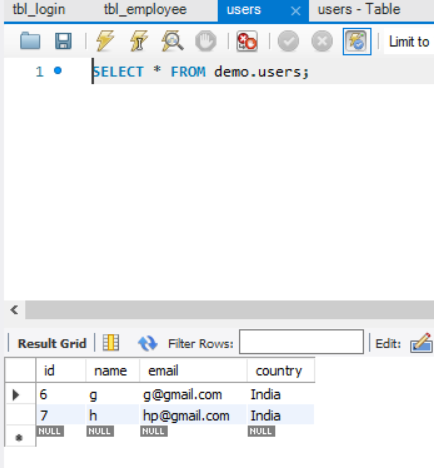 tbl_login tbl_employee users × users - Table
Limit to
1 SELECT * FROM demo.users;
Result Grid Filter Rows: Edit:
id name email country
6 g g@gmail.com India
7 h hp@gmail.com India
NULL NULL NULL NULL